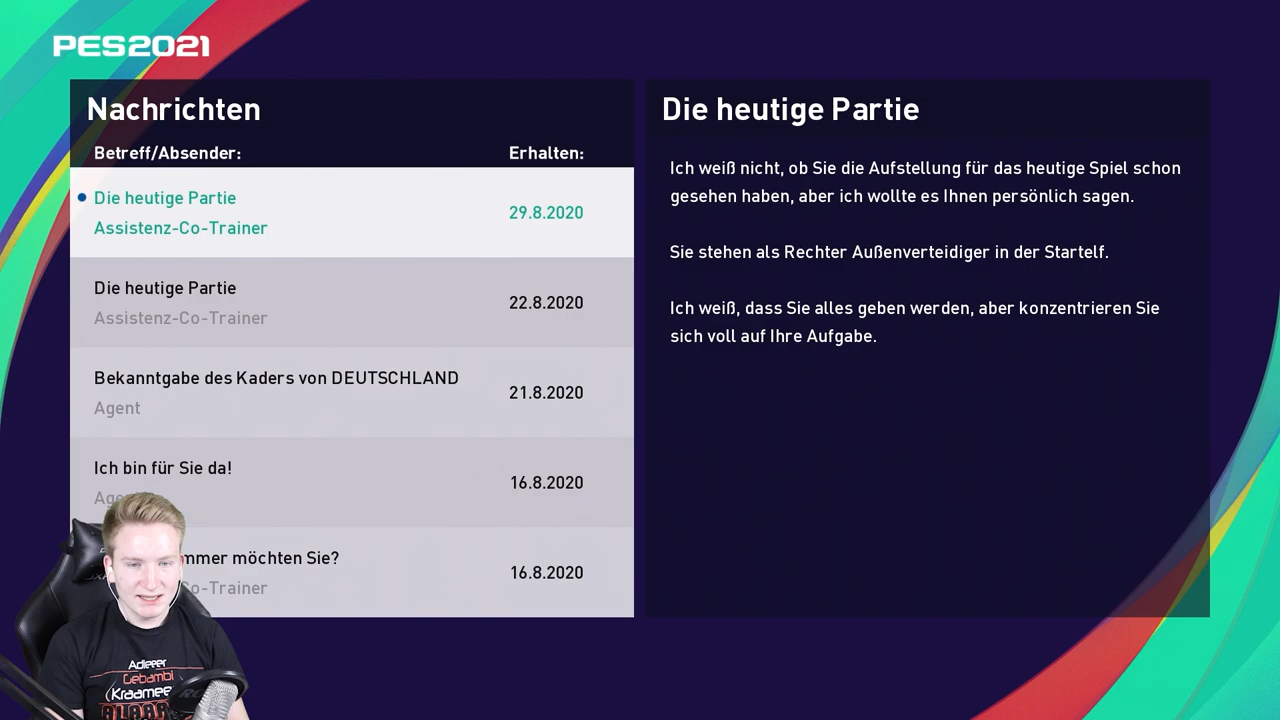 PES2021
Nachrichten
Betreff/Absender: Erhalten:
Die heutige Partie
Assistenz-Co-Trainer
29.8.2020
Die heutige Partie
Assistenz-Co-Trainer
22.8.2020
Bekanntgabe des Kaders von DEUTSCHLAND
Agent
21.8.2020
Ich bin für Sie da!
16.8.2020
möchten Sie?
Co-Trainer
16.8.2020
Die heutige Partie
Ich weiß nicht, ob Sie die Aufstellung für das heutige Spiel schon
gesehen haben, aber ich wollte es Ihnen persönlich sagen.
Sie stehen als Rechter Außenverteidiger in der Startelf.
Ich weiß, dass Sie alles geben werden, aber konzentrieren Sie
sich voll auf Ihre Aufgabe.
Adleeer
Gebambl
Kraamee